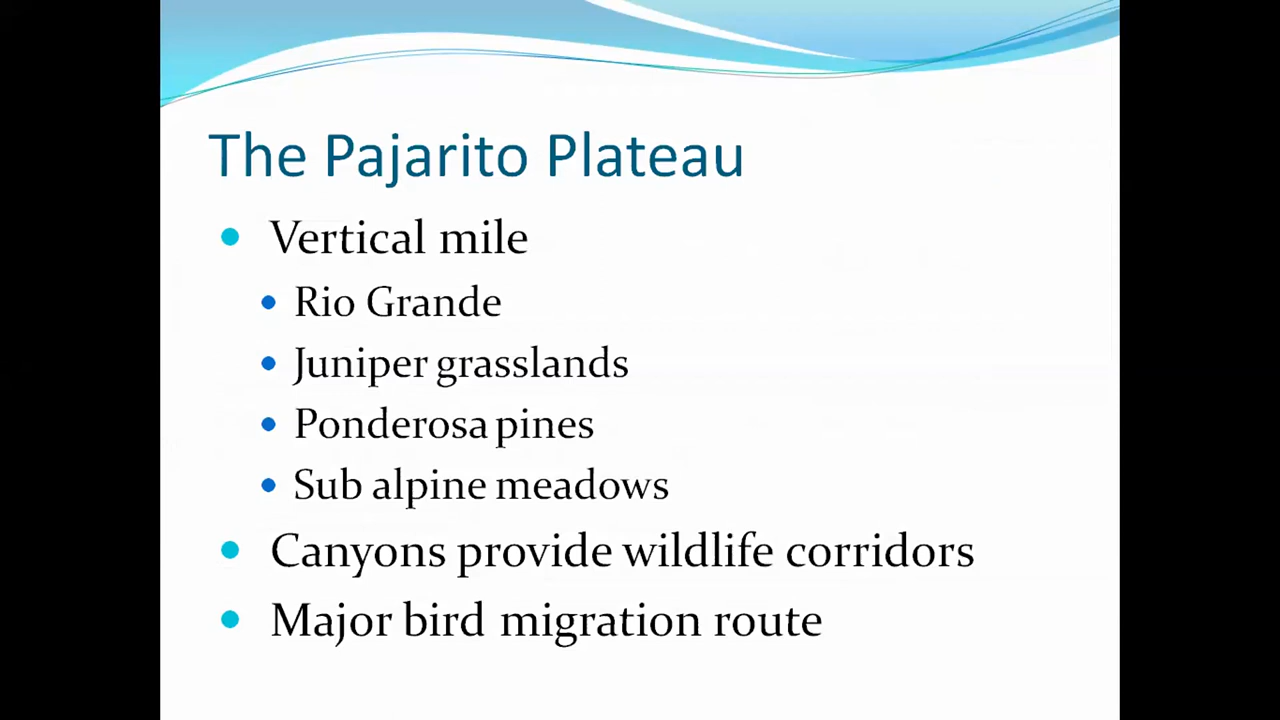 The Pajarito Plateau
Vertical mile
Rio Grande
Juniper grasslands
Ponderosa pines
Sub alpine meadows
Canyons provide wildlife corridors
Major bird migration route